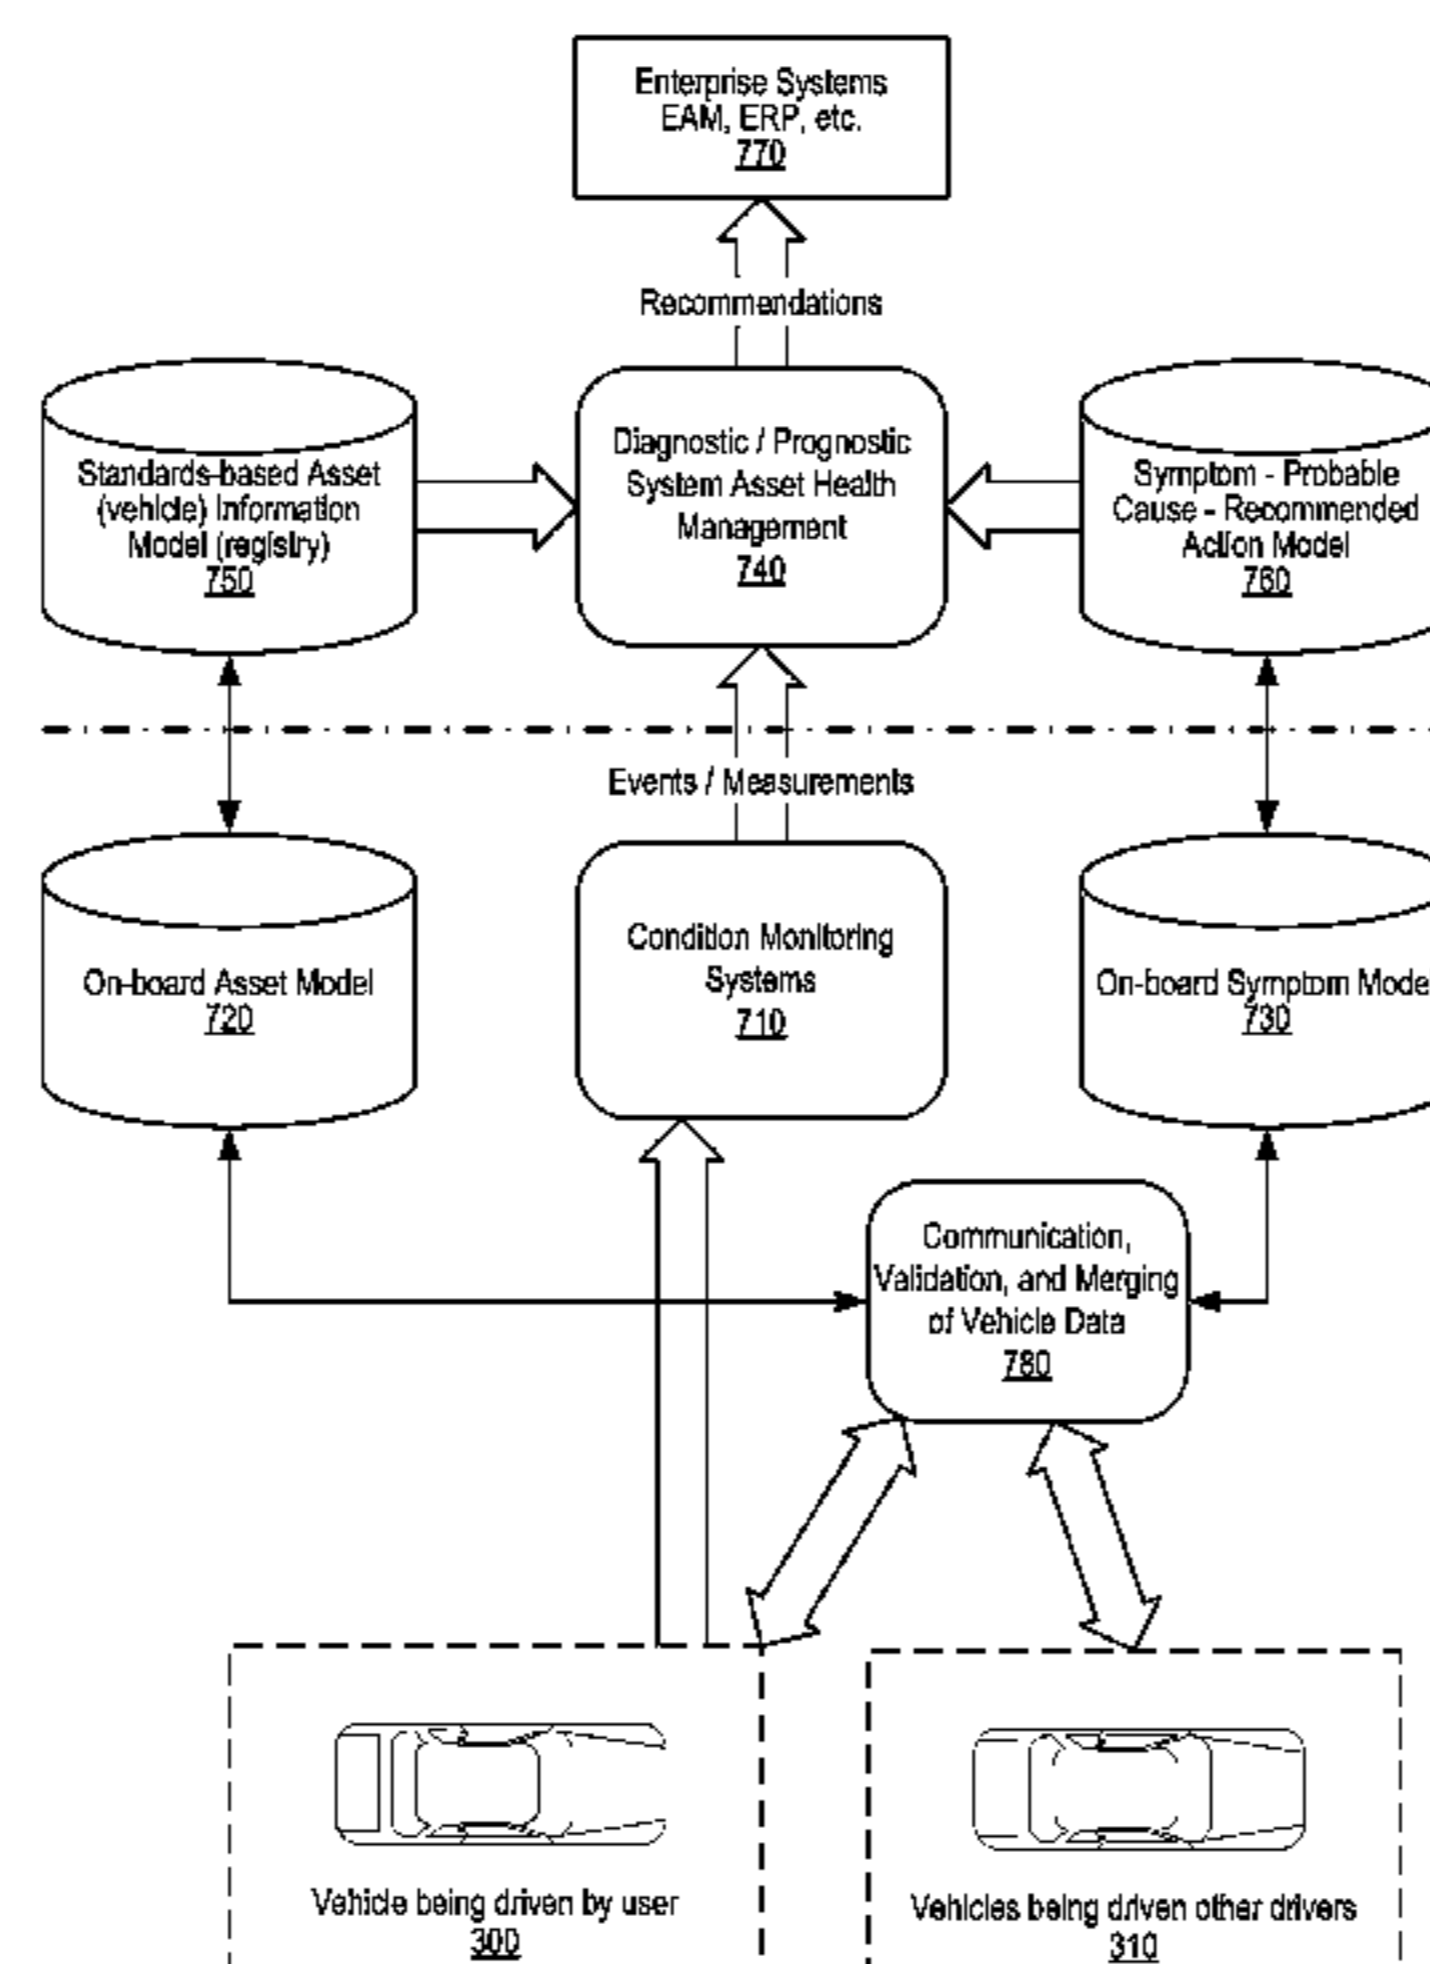 Enterprise Systems
EAM, ERP, etc.
770
Recommendations
Standards-based Asset
(vehicle) Information
Model (registry)
750
Diagnostic / Prognostic
System Asset Health
Management
740
Symptom - Probable
Cause - Recommended
Action Model
760
Events / Measurements
On-board Asset Model
720
Condition Monitoring
Systems
710
On-board Symptom Mode
730
Communication,
Validation, and Merging
of Vehicle Data
780
Vehicle being driven by user
300
Vehicles being driven other drivers
310